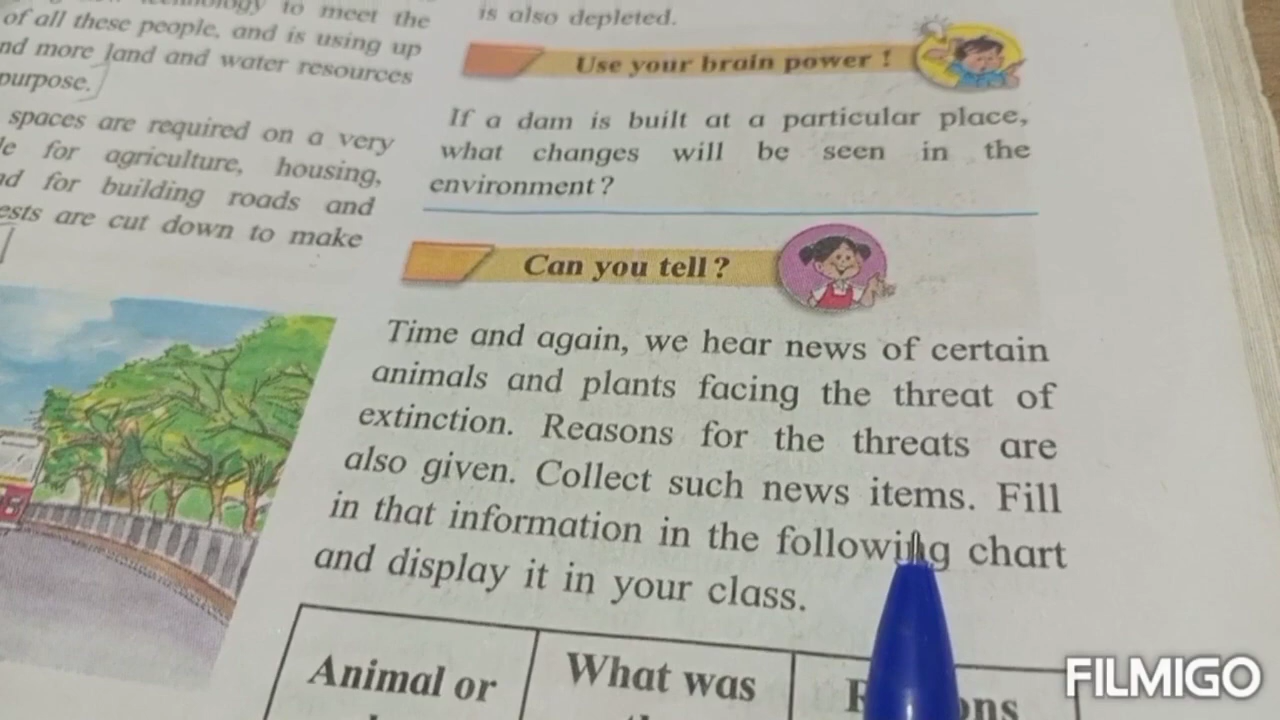 to meet the
of all these people, and is using up
more land and water resources
purpose.
spaces are required on a very
for agriculture, housing,
for building roads and
are cut down to make
is also depleted.
Use your brain power !
If a dam is built at a particular place,
what changes will be seen in the
environment?
Can you tell?
Time and again, we hear news of certain
animals and plants facing the threat of
extinction. Reasons for the threats are
also given. Collect such news items. Fill
in that information in the following chart
and display it in your class.
Animal or
What was
FILMIGO